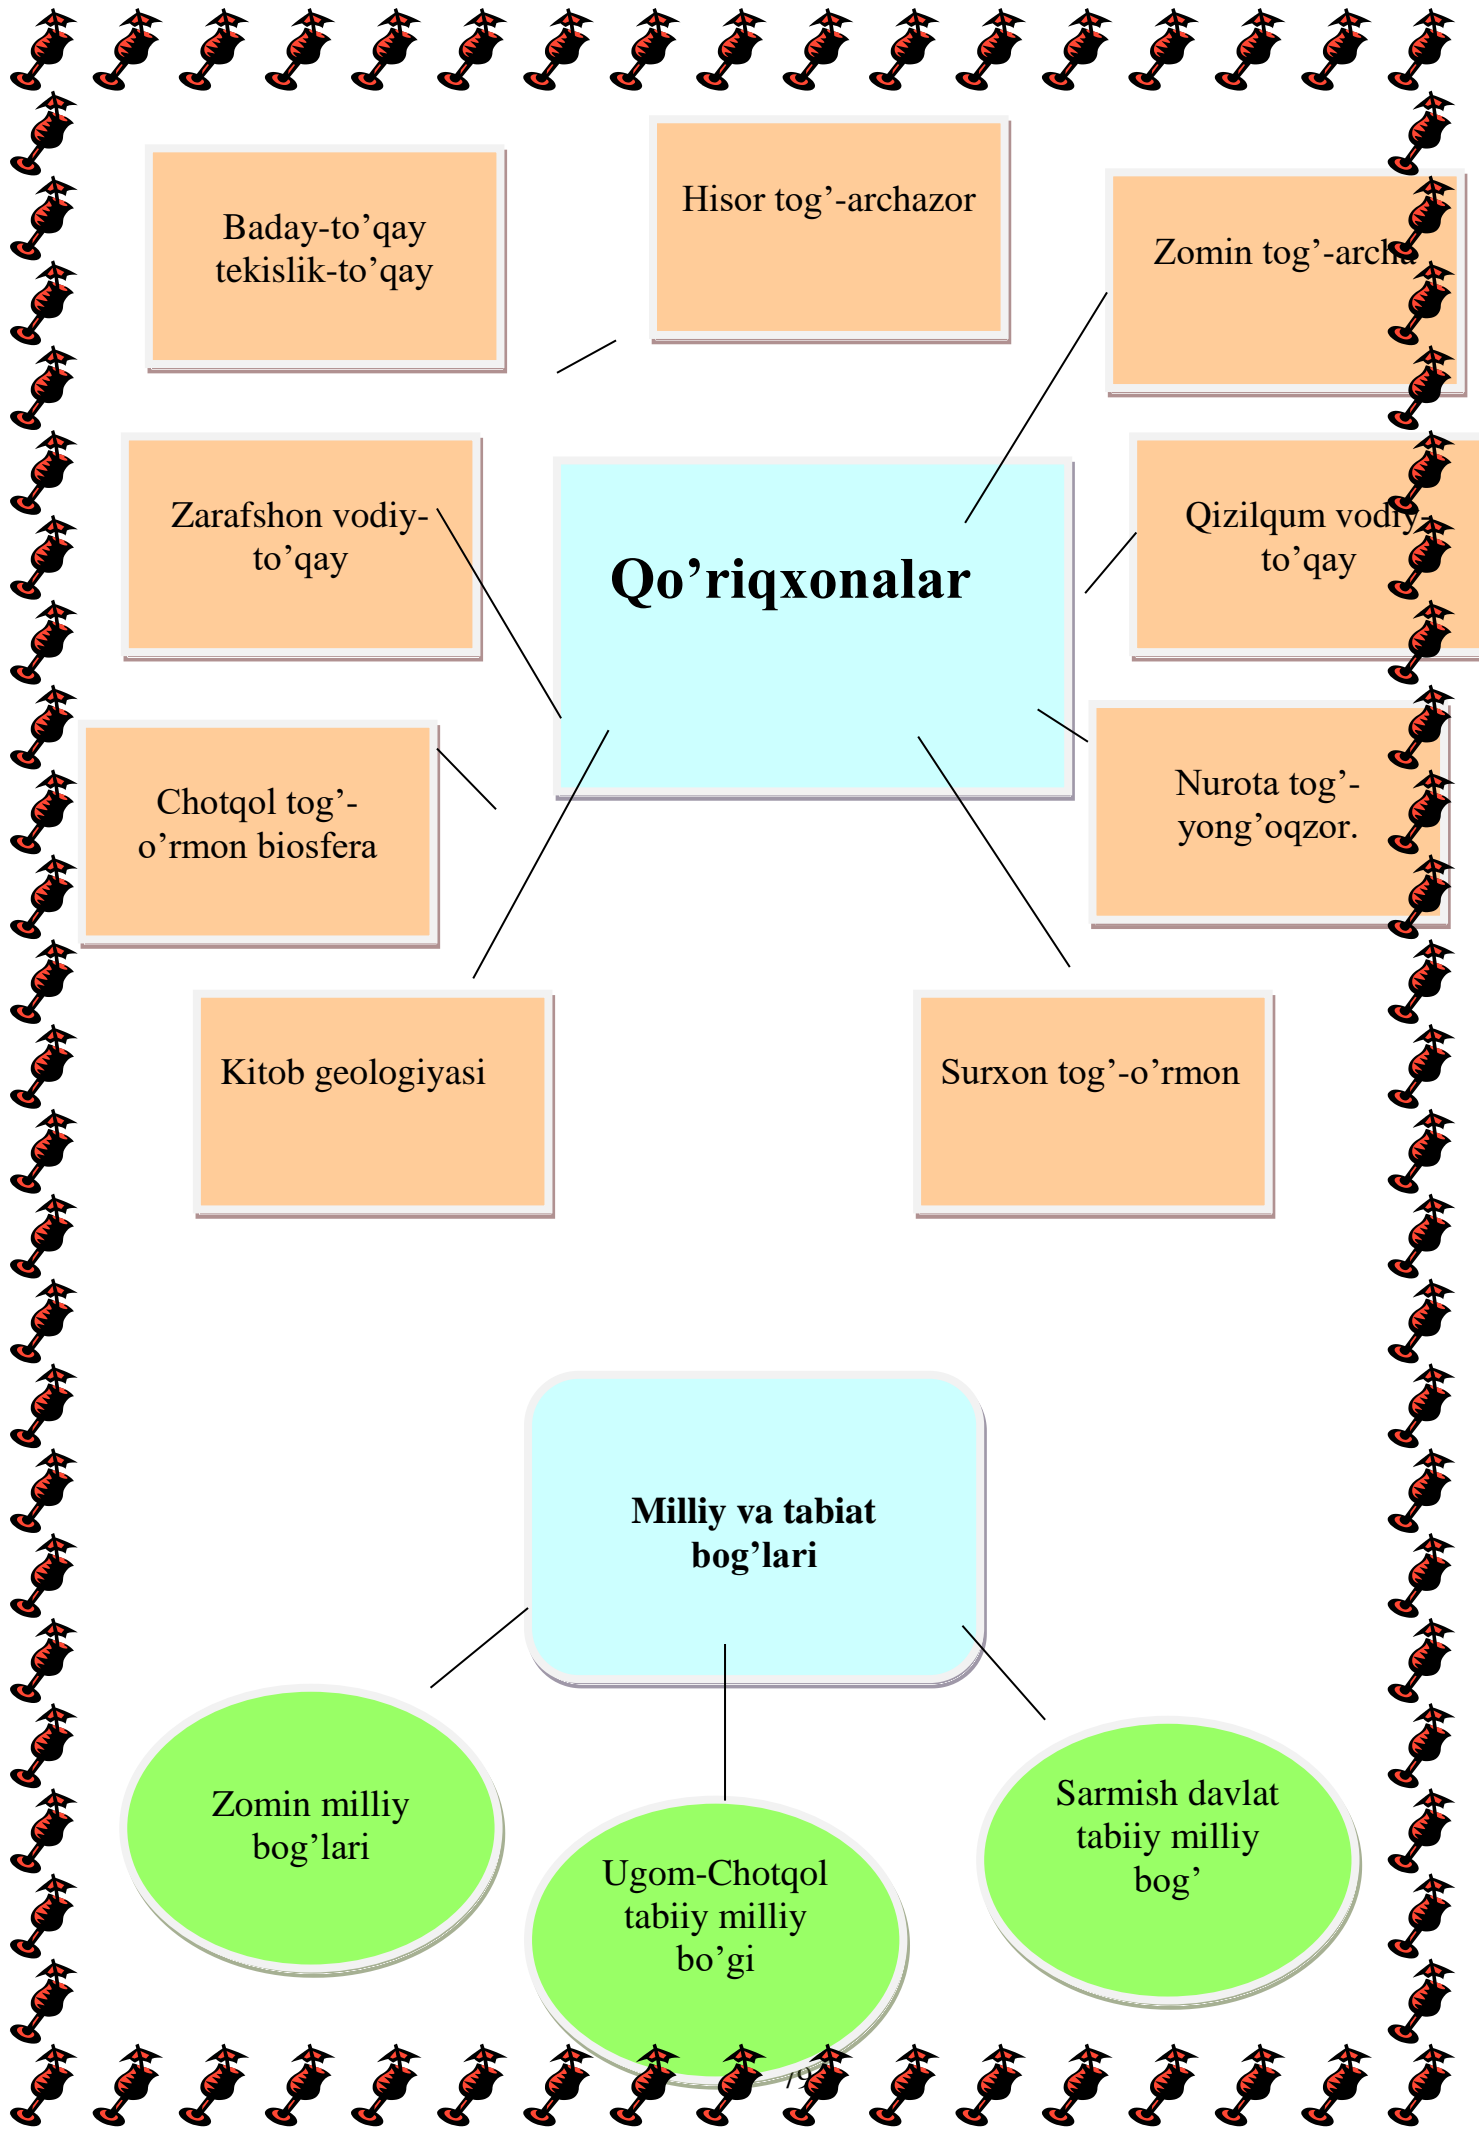 Hisor tog’-archazor
Baday-to’qay
tekislik-to’qay
Zomin tog’-archa
Zarafshon vodiy-
to’qay
Qo’riqxonalar
Qizilqum vodiy-
to’qay
Chotqol tog’-
o’rmon biosfera
Nurota tog’-
yong’oqzor.
Kitob geologiyasi
Surxon tog’-o’rmon
Milliy va tabiat
bog’lari
Zomin milliy
bog’lari
Ugom-Chotqol
tabiiy milliy
bo’gi
Sarmish davlat
tabiiy milliy
bog’